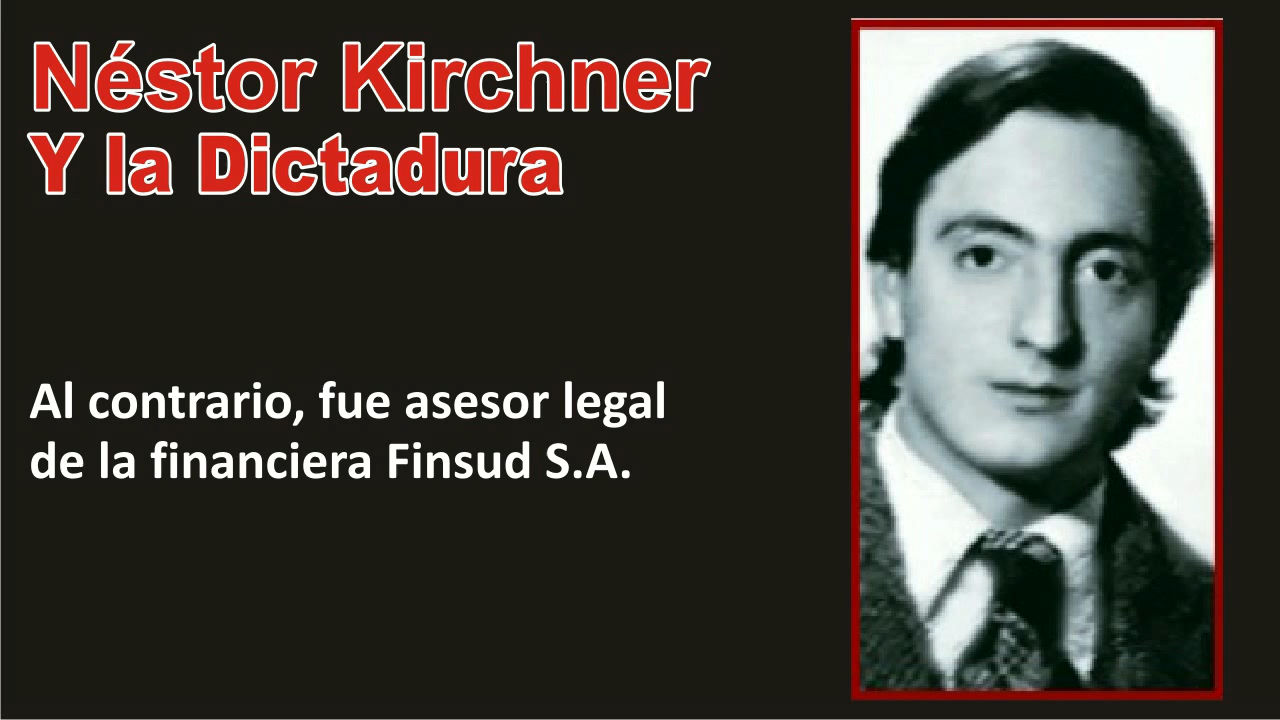 Néstor Kirchner
Y la Dictadura
Al contrario, fue asesor legal
de la financiera Finsud S.A.